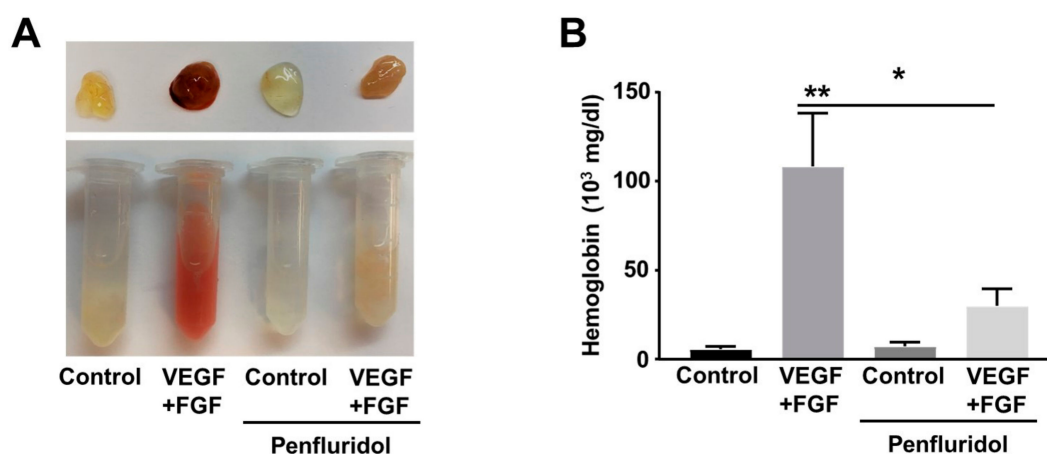 A
Control VEGF Control VEGF
+FGF +FGF
Penfluridol
B
Hemoglobin (10³ mg/dl)
150
100
50
0
**
*
Control VEGF Control VEGF
+FGF +FGF
Penfluridol